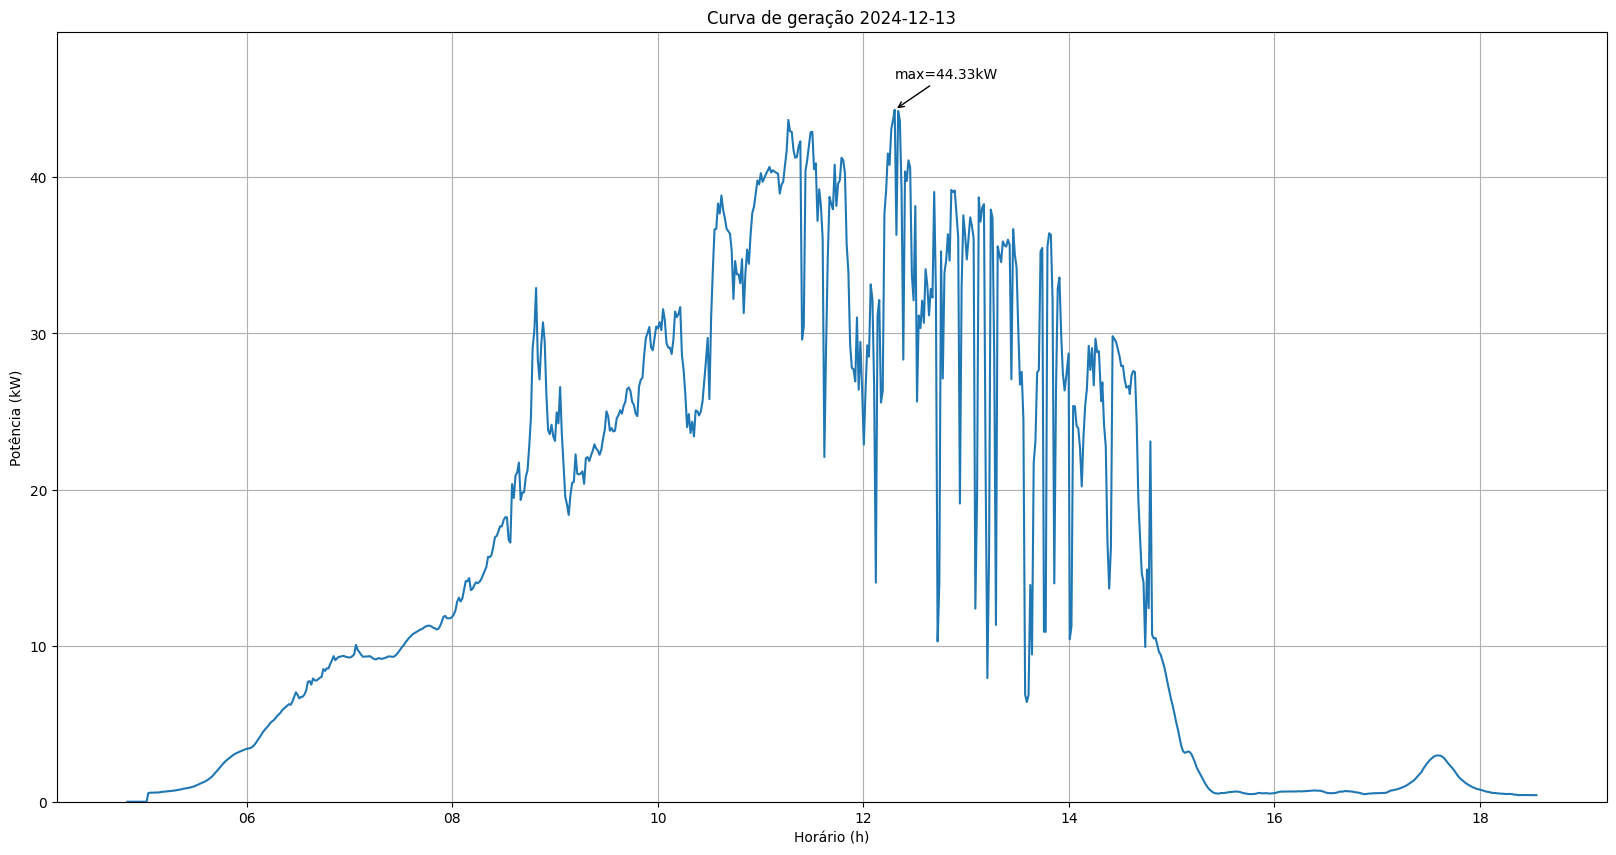 Curva de geração 2024-12-13
max=44.33kW
40
30
20
10
0
Potência (kW)
06 08 10 12 14 16 18
Horário (h)